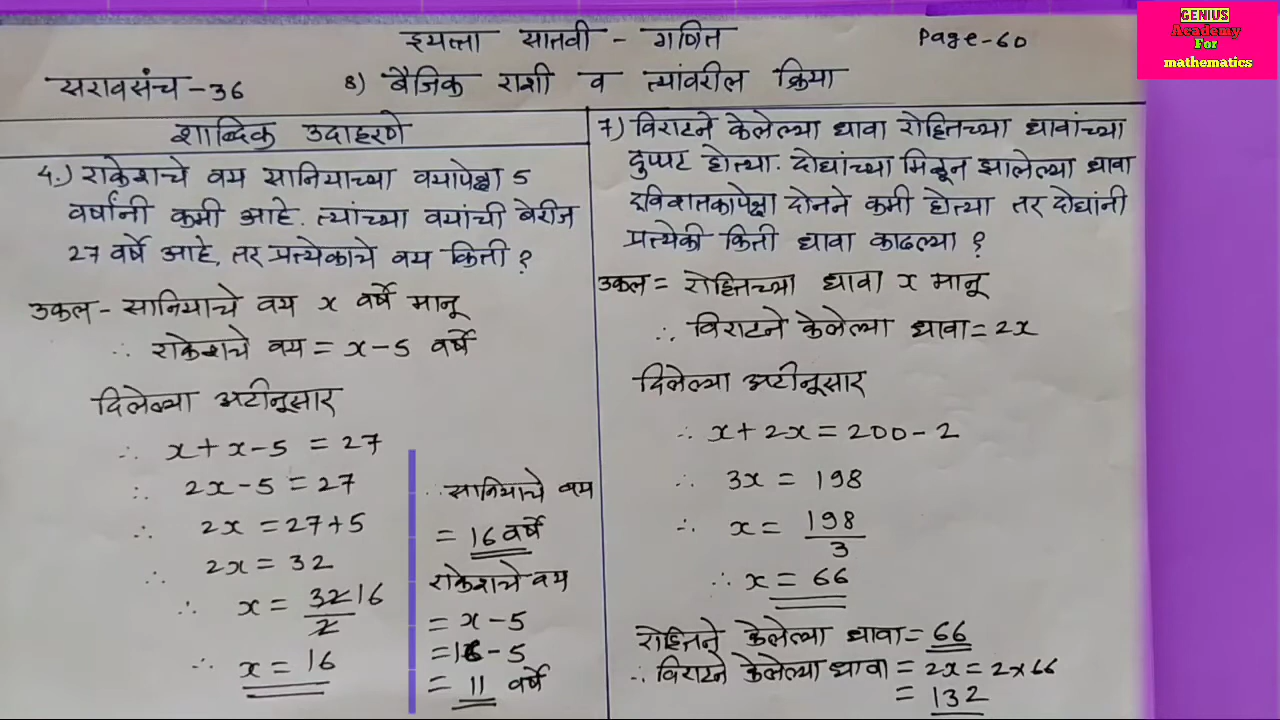 इयत्ता सातवी - गणित
Page-60
GENIUS
Academy
For
mathematics
सरावसंच-36
8) बैजिक राशी व त्यांवरील क्रिया
शाब्दिक उदाहरणे
4.) राकेशचे वय सानियाच्या वयापेक्षा 5
वर्षांनी कमी आहे. त्यांच्या वयांची बेरीज
27 वर्षे आहे, तर प्रत्येकाचे वय किती ?
उकल - सानियाचे वय x वर्षे मानू
∴ राकेशचे वय = x-5 वर्षे
दिलेल्या अटीनुसार
∴ x+x-5 = 27
∴ 2x-5 = 27
∴ 2x = 27+5
∴ 2x = 32
∴ x = 32/2 16
∴ x = 16
∴ सानियाचे वय
= 16 वर्षे
राकेशचे वय
= x-5
= 16-5
= 11 वर्षे
7) विराटने केलेल्या धावा रोहितच्या धावांच्या
दुप्पट होत्या. दोघांच्या मिळून झालेल्या धावा
द्विशतकापेक्षा दोनने कमी होत्या तर दोघांनी
प्रत्येकी किती धावा काढल्या ?
उकल = रोहितच्या धावा x मानू
∴ विराटने केलेल्या धावा = 2x
दिलेल्या अटीनूसार
∴ x+2x = 200-2
∴ 3x = 198
∴ x = 198/3
∴ x = 66
रोहितने केलेल्या धावा = 66
∴ विराटने केलेल्या धावा = 2x = 2×66
= 132